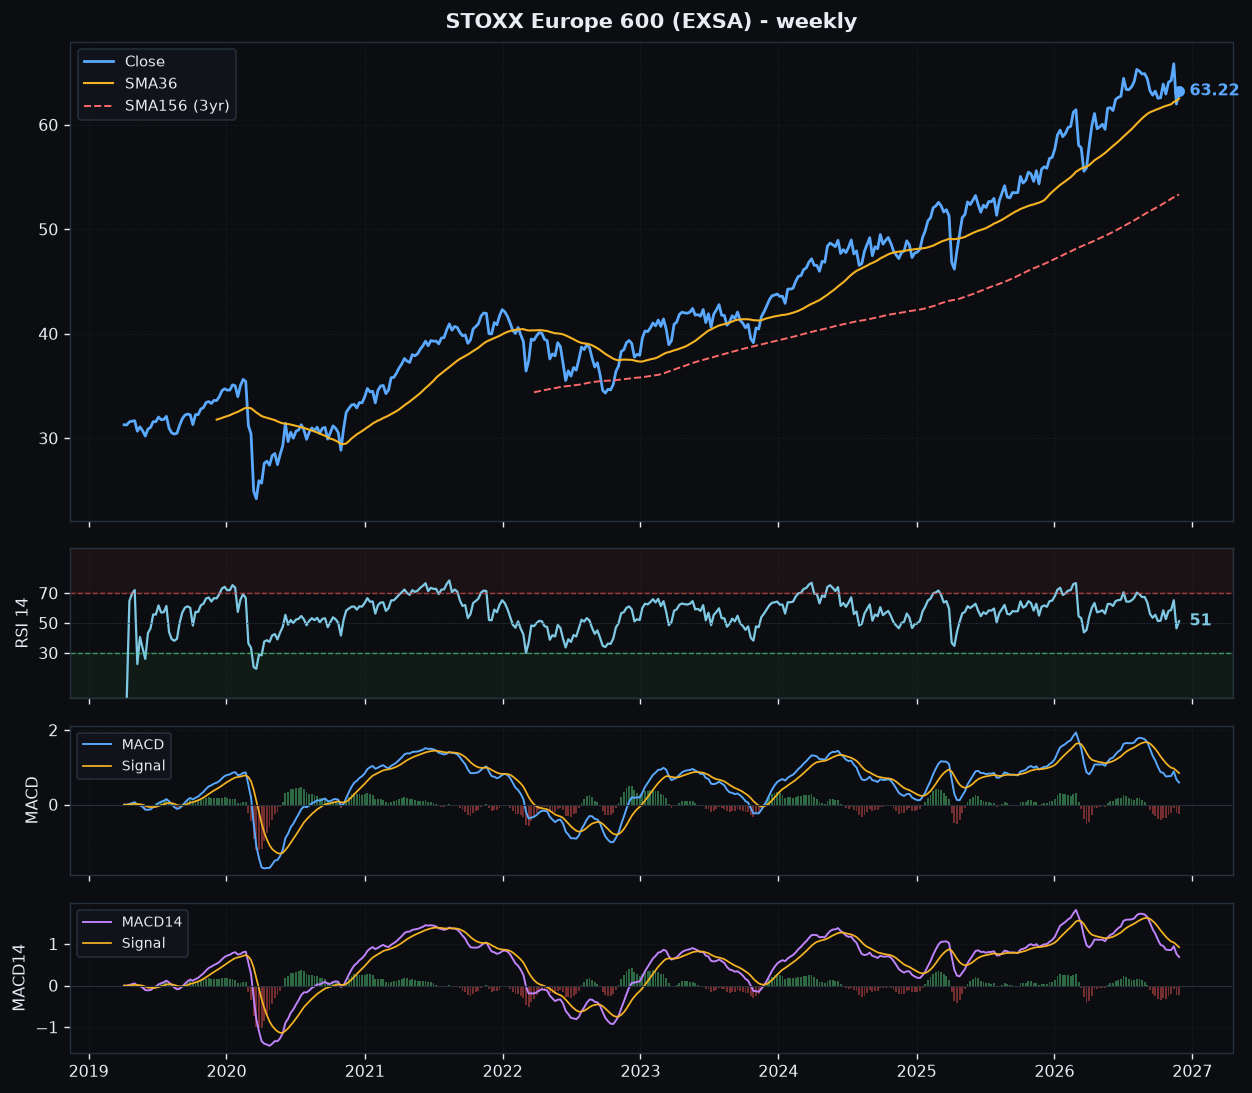 STOXX Europe 600 (EXSA) - weekly
Close
SMA36
SMA156 (3yr)
63.22
60
50
40
30
RSI 14
70
50
30
51
MACD
2
0
MACD
Signal
MACD14
1
0
−1
MACD14
Signal
2019 2020 2021 2022 2023 2024 2025 2026 2027